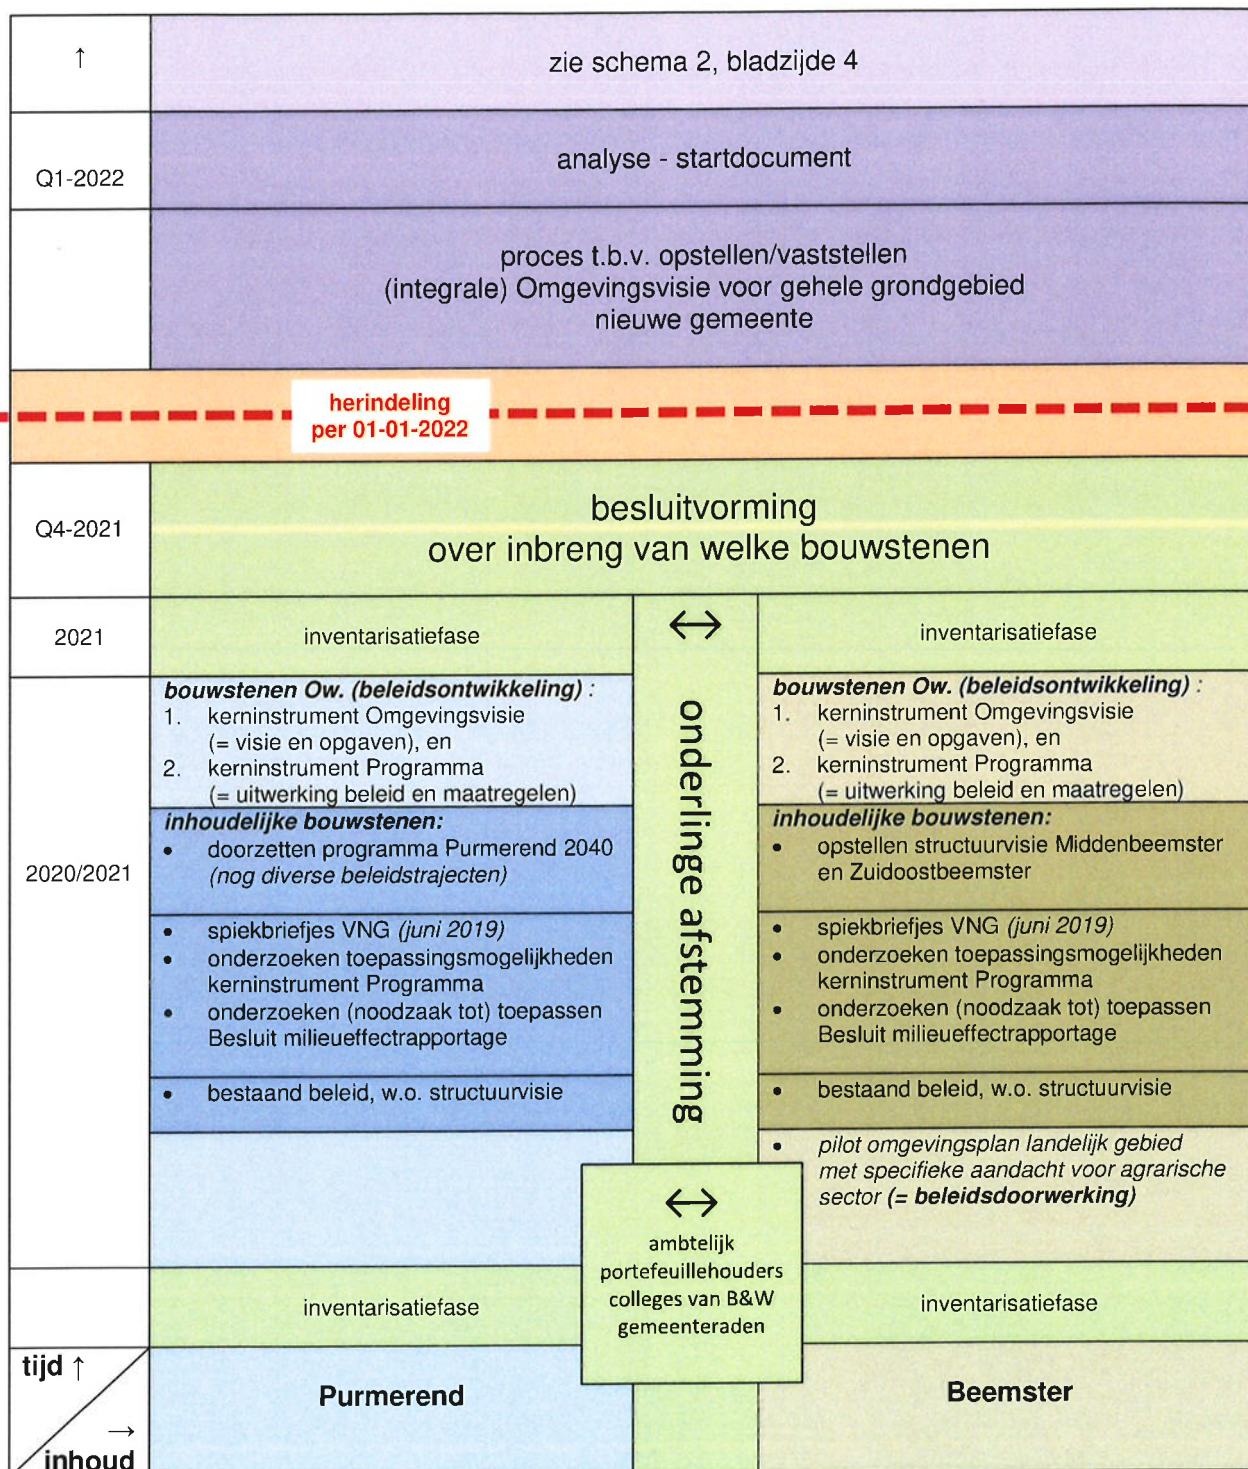 ↑
zie schema 2, bladzijde 4
Q1-2022
analyse - startdocument
proces t.b.v. opstellen/vaststellen
(integrale) Omgevingsvisie voor gehele grondgebied
nieuwe gemeente
herindeling
per 01-01-2022
Q4-2021
besluitvorming
over inbreng van welke bouwstenen
2021
inventarisatiefase
↔
inventarisatiefase
2020/2021
bouwstenen Ow. (beleidsontwikkeling) :
1. kerninstrument Omgevingsvisie
(= visie en opgaven), en
2. kerninstrument Programma
(= uitwerking beleid en maatregelen)
inhoudelijke bouwstenen:
• doorzetten programma Purmerend 2040
(nog diverse beleidstrajecten)
• spiekbriefjes VNG (juni 2019)
• onderzoeken toepassingsmogelijkheden
kerninstrument Programma
• onderzoeken (noodzaak tot) toepassen
Besluit milieueffectrapportage
• bestaand beleid, w.o. structuurvisie
onderlinge afstemming
bouwstenen Ow. (beleidsontwikkeling) :
1. kerninstrument Omgevingsvisie
(= visie en opgaven), en
2. kerninstrument Programma
(= uitwerking beleid en maatregelen)
inhoudelijke bouwstenen:
• opstellen structuurvisie Middenbeemster
en Zuidoostbeemster
• spiekbriefjes VNG (juni 2019)
• onderzoeken toepassingsmogelijkheden
kerninstrument Programma
• onderzoeken (noodzaak tot) toepassen
Besluit milieueffectrapportage
• bestaand beleid, w.o. structuurvisie
• pilot omgevingsplan landelijk gebied
met specifieke aandacht voor agrarische
sector (= beleidsdoorwerking)
↔
ambtelijk
portefeuillehouders
colleges van B&W
gemeenteraden
inventarisatiefase
inventarisatiefase
tijd ↑
→
inhoud
Purmerend
Beemster